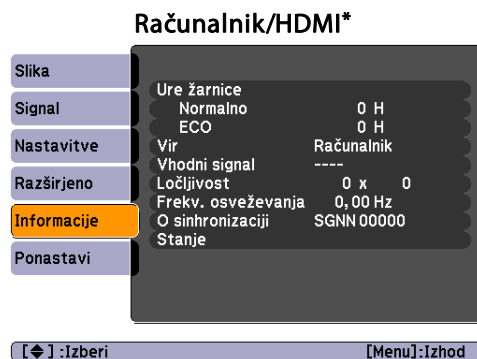 Računalnik/HDMI*
Slika
Signal
Nastavitve
Razširjeno
Informacije
Ponastavi
Ure žarnice
Normalno 0 H
ECO 0 H
Vir Računalnik
Vhodni signal ----
Ločljivost 0 x 0
Frekv. osveževanja 0,00 Hz
O sinhronizaciji SGNN 00000
Stanje
[◆] :Izberi [Menu]:Izhod